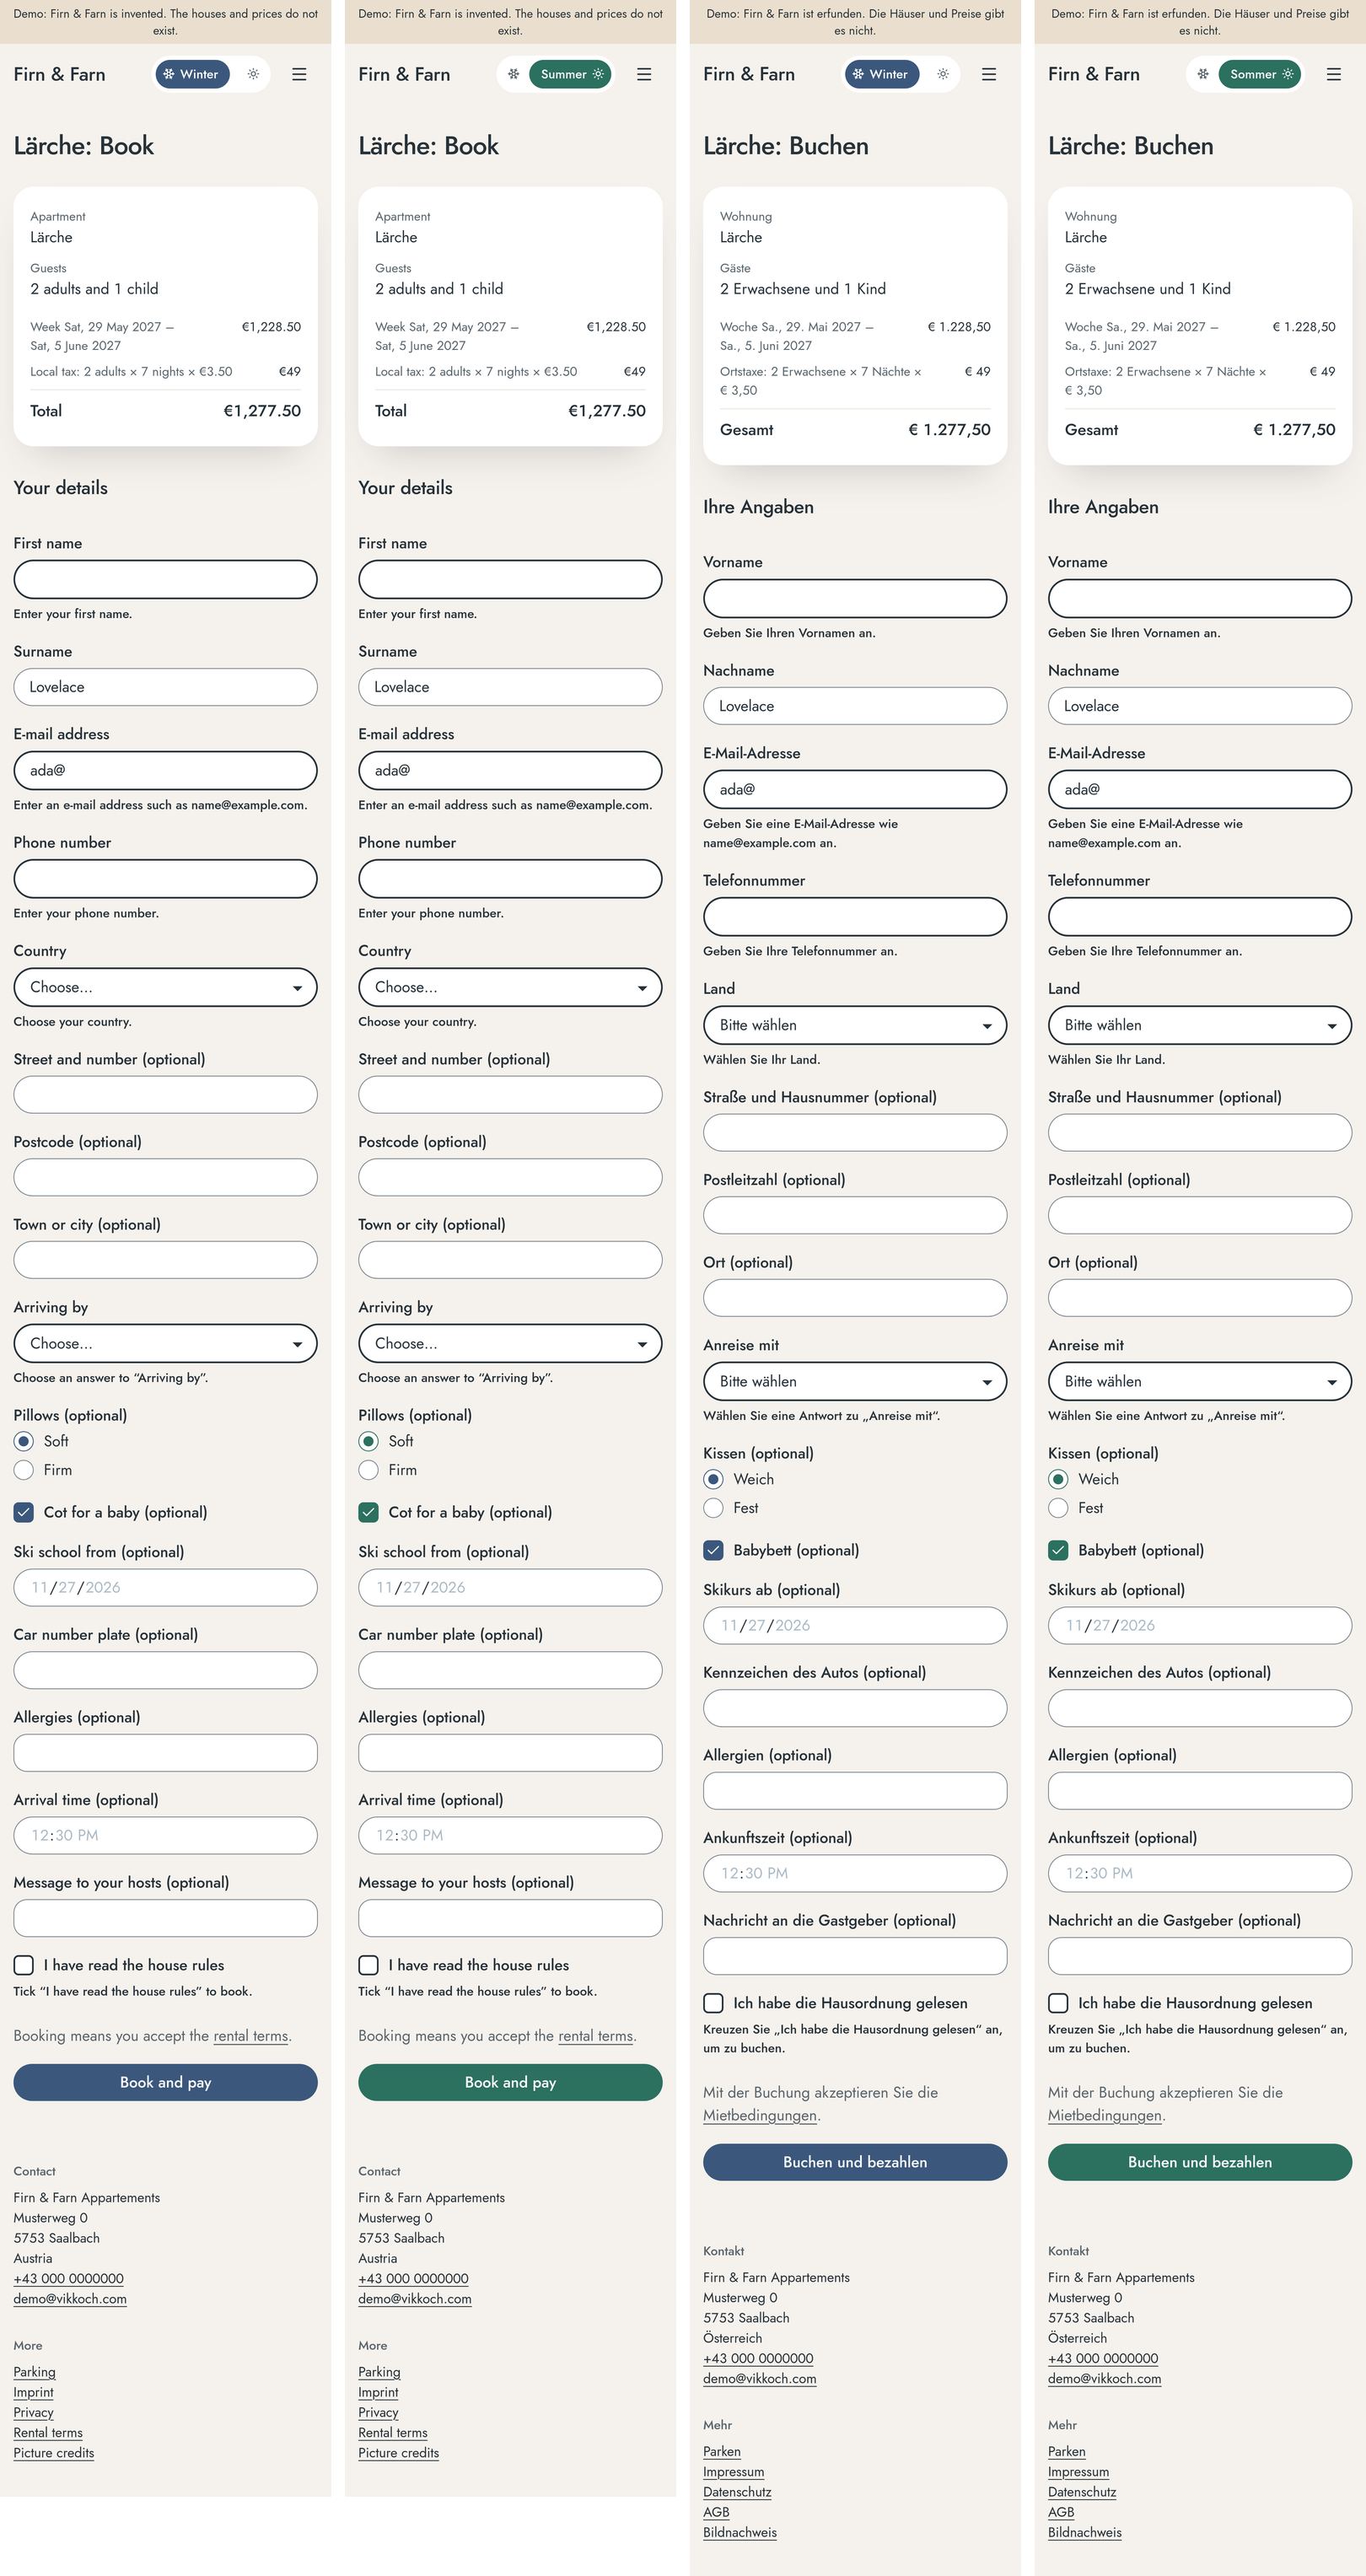 Demo: Firn & Farn is invented. The houses and prices do not
exist.
Firn & Farn
Winter
Lärche: Book
Apartment
Lärche
Guests
2 adults and 1 child
Week Sat, 29 May 2027 – €1,228.50
Sat, 5 June 2027
Local tax: 2 adults × 7 nights × €3.50 €49
Total €1,277.50
Your details
First name
Enter your first name.
Surname
Lovelace
E-mail address
ada@
Enter an e-mail address such as name@example.com.
Phone number
Enter your phone number.
Country
Choose…
Choose your country.
Street and number (optional)
Postcode (optional)
Town or city (optional)
Arriving by
Choose…
Choose an answer to “Arriving by”.
Pillows (optional)
Soft
Firm
Cot for a baby (optional)
Ski school from (optional)
11/27/2026
Car number plate (optional)
Allergies (optional)
Arrival time (optional)
12:30 PM
Message to your hosts (optional)
I have read the house rules
Tick “I have read the house rules” to book.
Booking means you accept the rental terms.
Book and pay
Contact
Firn & Farn Appartements
Musterweg 0
5753 Saalbach
Austria
+43 000 0000000
demo@vikkoch.com
More
Parking
Imprint
Privacy
Rental terms
Picture credits
Demo: Firn & Farn is invented. The houses and prices do not
exist.
Firn & Farn
Summer
Lärche: Book
Apartment
Lärche
Guests
2 adults and 1 child
Week Sat, 29 May 2027 – €1,228.50
Sat, 5 June 2027
Local tax: 2 adults × 7 nights × €3.50 €49
Total €1,277.50
Your details
First name
Enter your first name.
Surname
Lovelace
E-mail address
ada@
Enter an e-mail address such as name@example.com.
Phone number
Enter your phone number.
Country
Choose…
Choose your country.
Street and number (optional)
Postcode (optional)
Town or city (optional)
Arriving by
Choose…
Choose an answer to “Arriving by”.
Pillows (optional)
Soft
Firm
Cot for a baby (optional)
Ski school from (optional)
11/27/2026
Car number plate (optional)
Allergies (optional)
Arrival time (optional)
12:30 PM
Message to your hosts (optional)
I have read the house rules
Tick “I have read the house rules” to book.
Booking means you accept the rental terms.
Book and pay
Contact
Firn & Farn Appartements
Musterweg 0
5753 Saalbach
Austria
+43 000 0000000
demo@vikkoch.com
More
Parking
Imprint
Privacy
Rental terms
Picture credits
Demo: Firn & Farn ist erfunden. Die Häuser und Preise gibt
es nicht.
Firn & Farn
Winter
Lärche: Buchen
Wohnung
Lärche
Gäste
2 Erwachsene und 1 Kind
Woche Sa., 29. Mai 2027 – € 1.228,50
Sa., 5. Juni 2027
Ortstaxe: 2 Erwachsene × 7 Nächte × € 49
€ 3,50
Gesamt € 1.277,50
Ihre Angaben
Vorname
Geben Sie Ihren Vornamen an.
Nachname
Lovelace
E-Mail-Adresse
ada@
Geben Sie eine E-Mail-Adresse wie
name@example.com an.
Telefonnummer
Geben Sie Ihre Telefonnummer an.
Land
Bitte wählen
Wählen Sie Ihr Land.
Straße und Hausnummer (optional)
Postleitzahl (optional)
Ort (optional)
Anreise mit
Bitte wählen
Wählen Sie eine Antwort zu „Anreise mit“.
Kissen (optional)
Weich
Fest
Babybett (optional)
Skikurs ab (optional)
11/27/2026
Kennzeichen des Autos (optional)
Allergien (optional)
Ankunftszeit (optional)
12:30 PM
Nachricht an die Gastgeber (optional)
Ich habe die Hausordnung gelesen
Kreuzen Sie „Ich habe die Hausordnung gelesen“ an,
um zu buchen.
Mit der Buchung akzeptieren Sie die
Mietbedingungen.
Buchen und bezahlen
Kontakt
Firn & Farn Appartements
Musterweg 0
5753 Saalbach
Österreich
+43 000 0000000
demo@vikkoch.com
Mehr
Parken
Impressum
Datenschutz
AGB
Bildnachweis
Demo: Firn & Farn ist erfunden. Die Häuser und Preise gibt
es nicht.
Firn & Farn
Sommer
Lärche: Buchen
Wohnung
Lärche
Gäste
2 Erwachsene und 1 Kind
Woche Sa., 29. Mai 2027 – € 1.228,50
Sa., 5. Juni 2027
Ortstaxe: 2 Erwachsene × 7 Nächte × € 49
€ 3,50
Gesamt € 1.277,50
Ihre Angaben
Vorname
Geben Sie Ihren Vornamen an.
Nachname
Lovelace
E-Mail-Adresse
ada@
Geben Sie eine E-Mail-Adresse wie
name@example.com an.
Telefonnummer
Geben Sie Ihre Telefonnummer an.
Land
Bitte wählen
Wählen Sie Ihr Land.
Straße und Hausnummer (optional)
Postleitzahl (optional)
Ort (optional)
Anreise mit
Bitte wählen
Wählen Sie eine Antwort zu „Anreise mit“.
Kissen (optional)
Weich
Fest
Babybett (optional)
Skikurs ab (optional)
11/27/2026
Kennzeichen des Autos (optional)
Allergien (optional)
Ankunftszeit (optional)
12:30 PM
Nachricht an die Gastgeber (optional)
Ich habe die Hausordnung gelesen
Kreuzen Sie „Ich habe die Hausordnung gelesen“ an,
um zu buchen.
Mit der Buchung akzeptieren Sie die
Mietbedingungen.
Buchen und bezahlen
Kontakt
Firn & Farn Appartements
Musterweg 0
5753 Saalbach
Österreich
+43 000 0000000
demo@vikkoch.com
Mehr
Parken
Impressum
Datenschutz
AGB
Bildnachweis